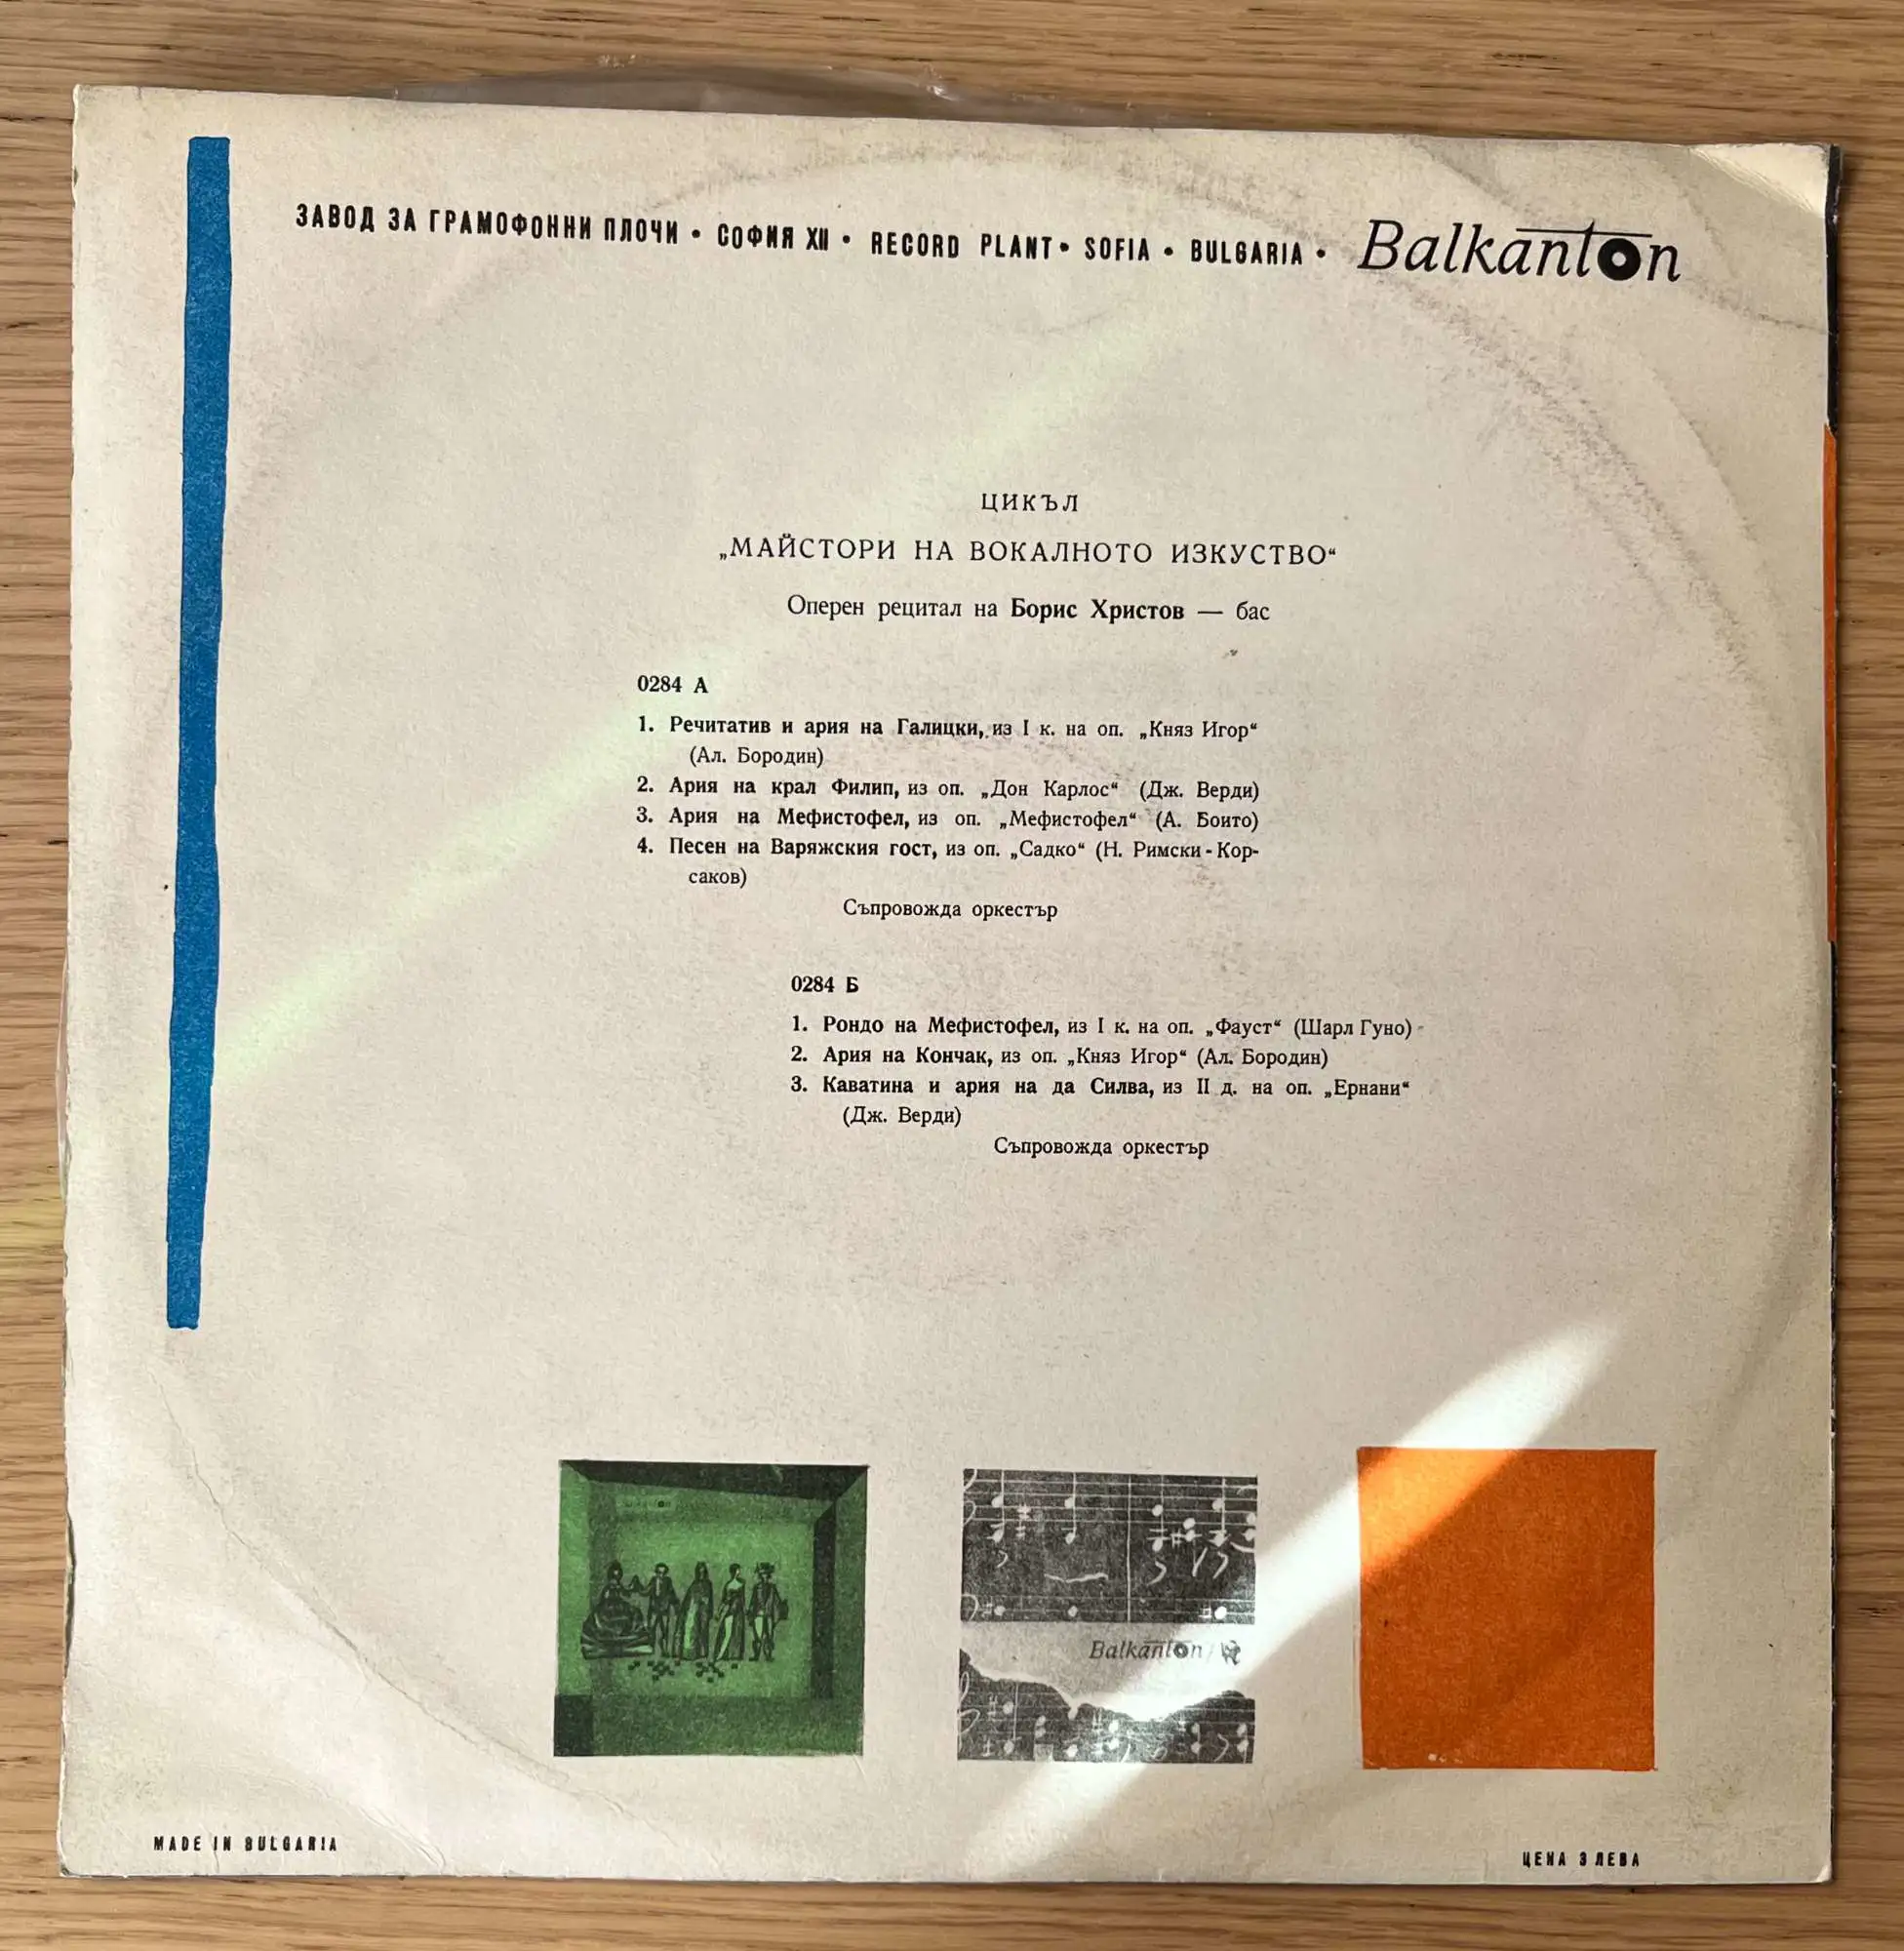 ЗАВОД ЗА ГРАМОФОННИ ПЛОЧИ • СОФИЯ XII • RECORD PLANT • SOFIA • BULGARIA • Balkanton
ЦИКЪЛ
„МАЙСТОРИ НА ВОКАЛНОТО ИЗКУСТВО“
Оперен рецитал на Борис Христов — бас
0284 А
1. Речитатив и ария на Галицки, из I к. на оп. „Княз Игор“
(Ал. Бородин)
2. Ария на крал Филип, из оп. „Дон Карлос“ (Дж. Верди)
3. Ария на Мефистофел, из оп. „Мефистофел“ (А. Боито)
4. Песен на Варяжския гост, из оп. „Садко“ (Н. Римски-Кор-
саков)
Съпровожда оркестър
0284 Б
1. Рондо на Мефистофел, из I к. на оп. „Фауст“ (Шарл Гуно)
2. Ария на Кончак, из оп. „Княз Игор“ (Ал. Бородин)
3. Каватина и ария на да Силва, из II д. на оп. „Ернани“
(Дж. Верди)
Съпровожда оркестър
Balkanton
MADE IN BULGARIA
ЦЕНА 3 ЛЕВА